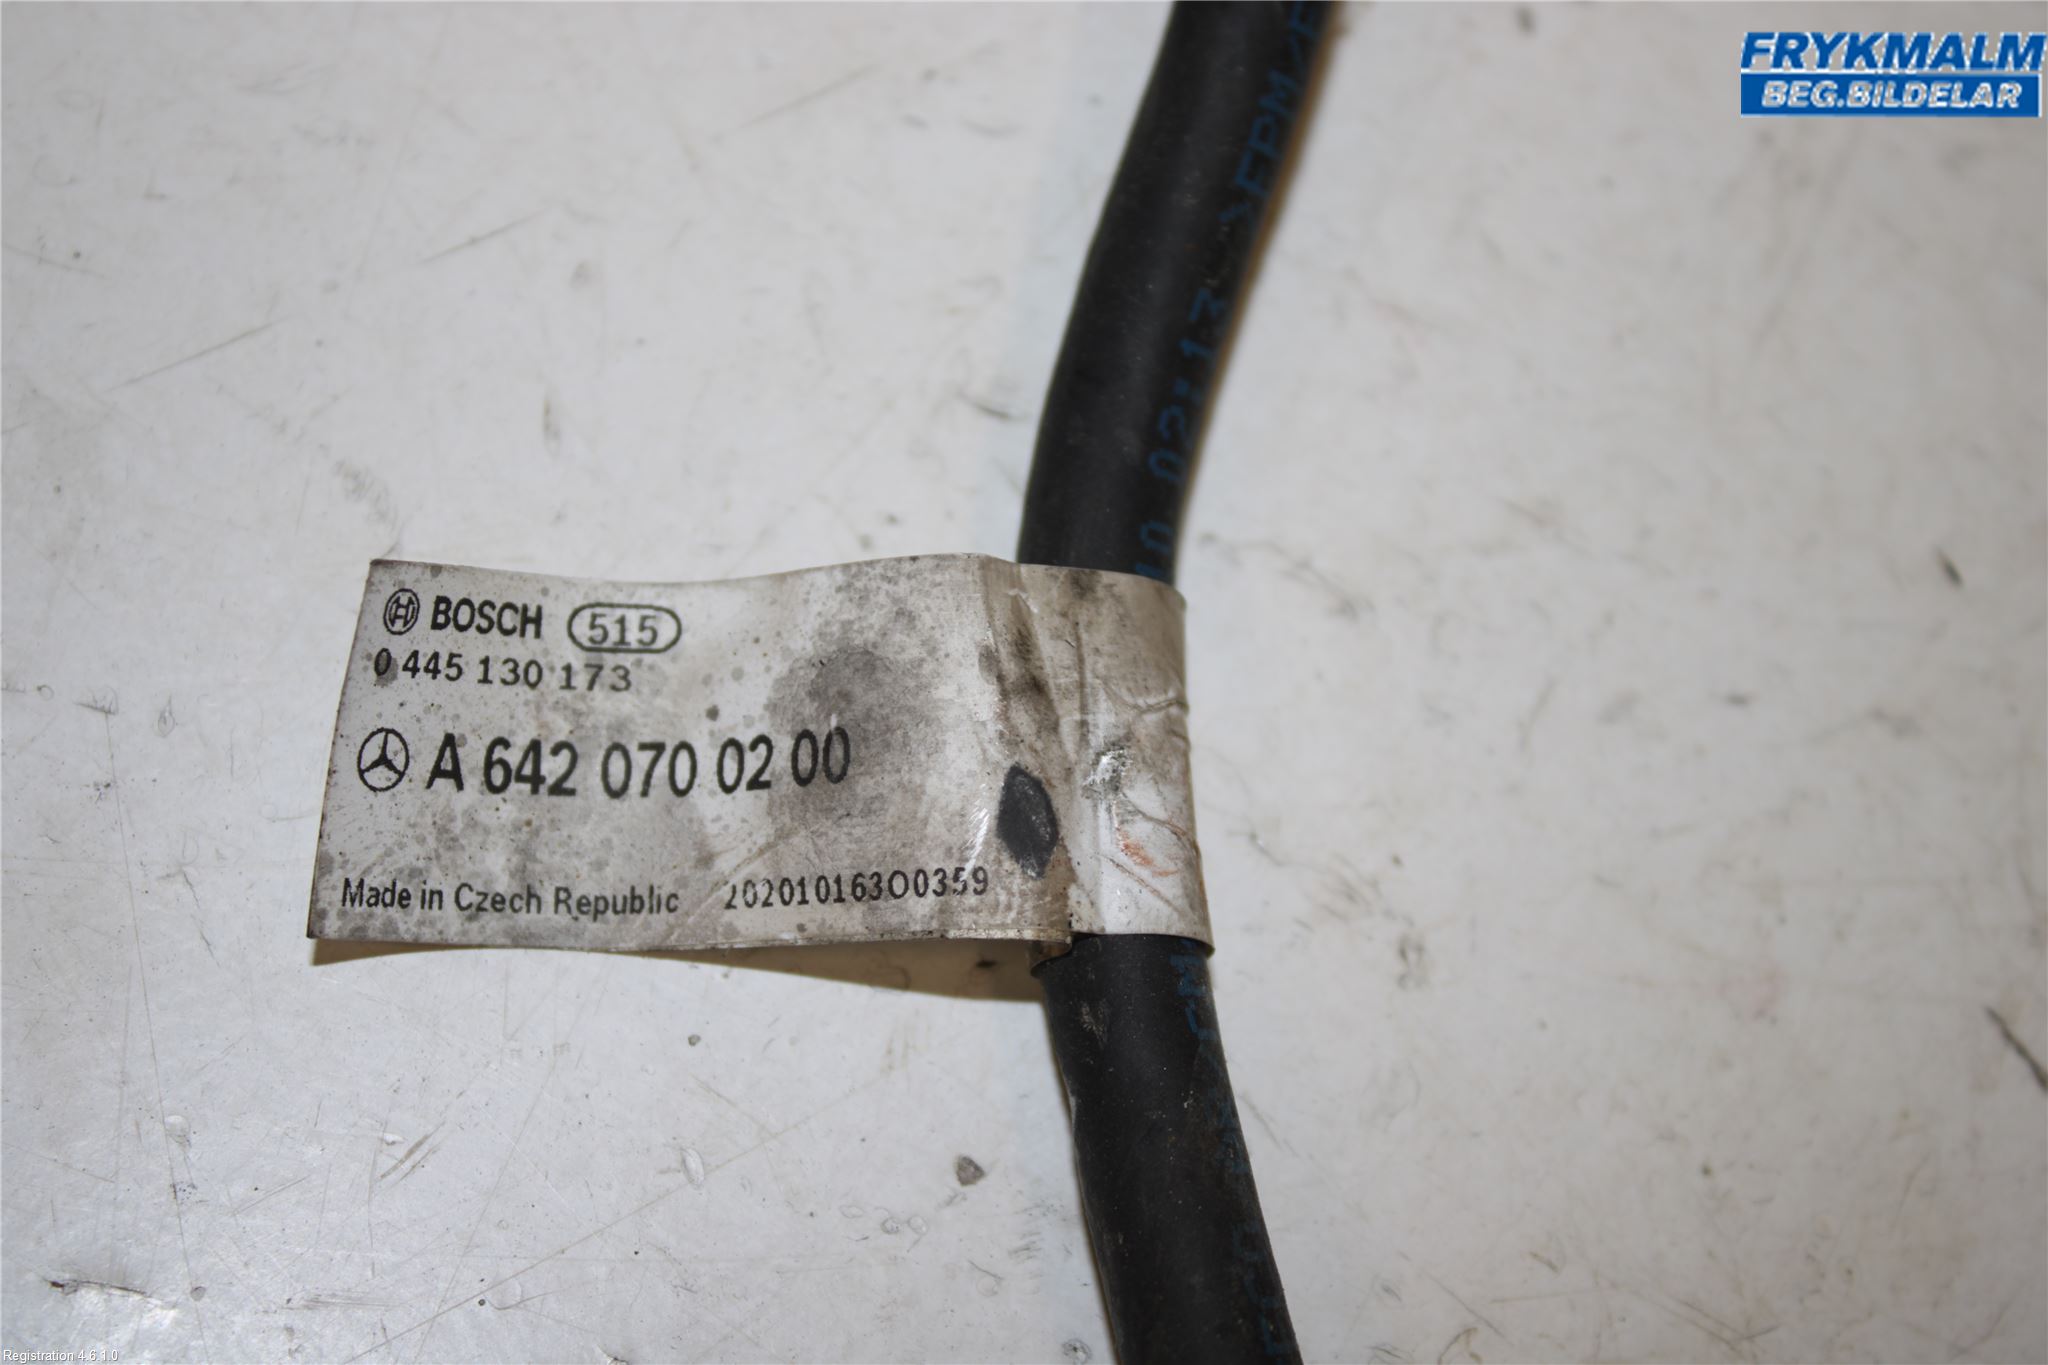 FRYKMALM
BEG.BILDELAR
BOSCH 515
0 445 130 173
A 642 070 02 00
Made in Czech Republic 20201016300359
Registration 4.6.1.0